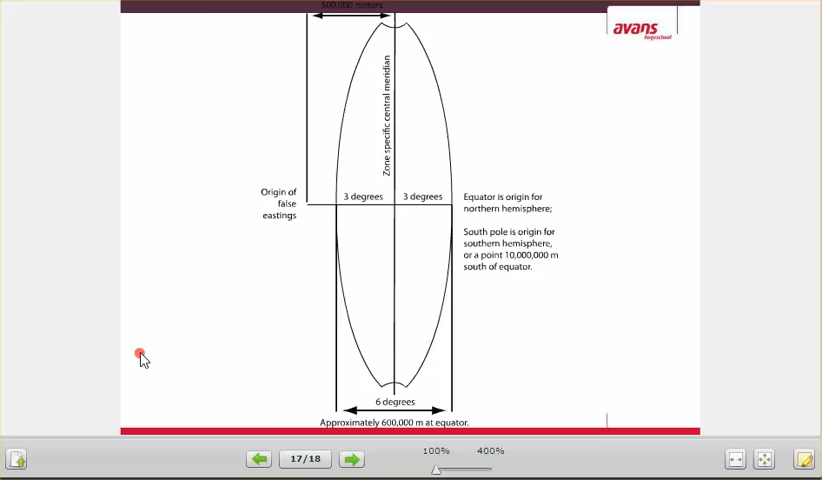 500,000 meters
avans
hogeschool
Zone specific central meridian
Origin of
false
eastings
3 degrees
3 degrees
Equator is origin for
northern hemisphere;
South pole is origin for
southern hemisphere,
or a point 10,000,000 m
south of equator.
6 degrees
Approximately 600,000 m at equator.
17/18
100%
400%